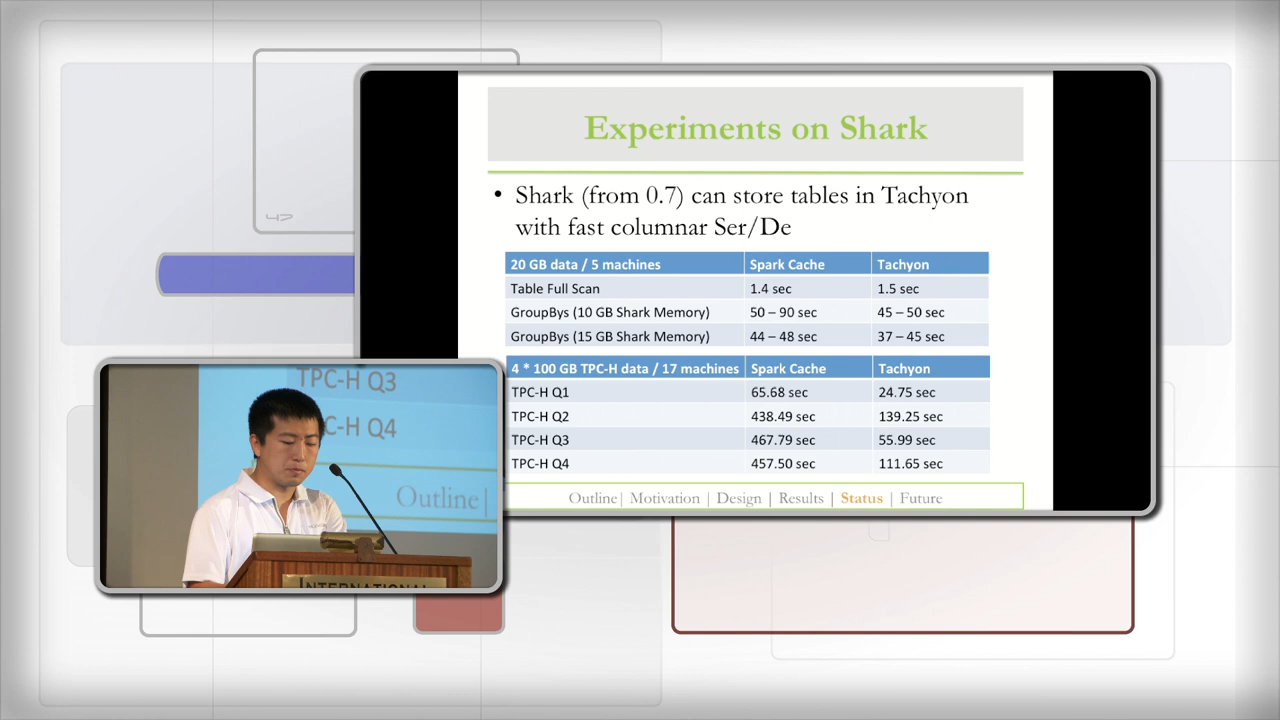 Experiments on Shark
• Shark (from 0.7) can store tables in Tachyon
with fast columnar Ser/De
20 GB data / 5 machines Spark Cache Tachyon
Table Full Scan 1.4 sec 1.5 sec
GroupBys (10 GB Shark Memory) 50 – 90 sec 45 – 50 sec
GroupBys (15 GB Shark Memory) 44 – 48 sec 37 – 45 sec
4 * 100 GB TPC-H data / 17 machines Spark Cache Tachyon
TPC-H Q1 65.68 sec 24.75 sec
TPC-H Q2 438.49 sec 139.25 sec
TPC-H Q3 467.79 sec 55.99 sec
TPC-H Q4 457.50 sec 111.65 sec
Outline | Motivation | Design | Results | Status | Future
TPC-H Q3
C-H Q4
Outline |
INTERNATIONAL